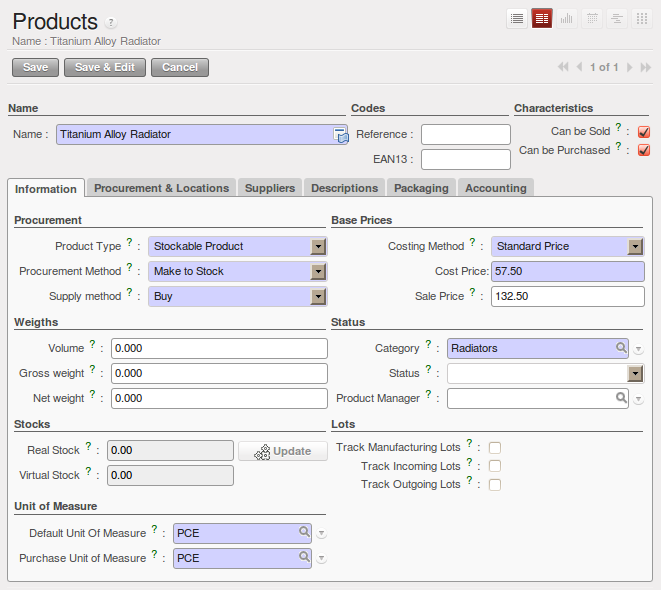 Products ?
Name : Titanium Alloy Radiator
Save Save & Edit Cancel 1 of 1
Name Codes Characteristics
Name : Titanium Alloy Radiator Reference : Can be Sold ? :
EAN13 : Can be Purchased ? :
Information Procurement & Locations Suppliers Descriptions Packaging Accounting
Procurement Base Prices
Product Type ? : Stockable Product Costing Method ? : Standard Price
Procurement Method ? : Make to Stock Cost Price: 57.50
Supply method ? : Buy Sale Price ? : 132.50
Weigths Status
Volume ? : 0.000 Category ? : Radiators
Gross weight ? : 0.000 Status ? :
Net weight ? : 0.000 Product Manager ? :
Stocks Lots
Real Stock ? : 0.00 Update Track Manufacturing Lots ? :
Virtual Stock ? : 0.00 Track Incoming Lots ? :
Track Outgoing Lots ? :
Unit of Measure
Default Unit Of Measure ? : PCE
Purchase Unit of Measure ? : PCE